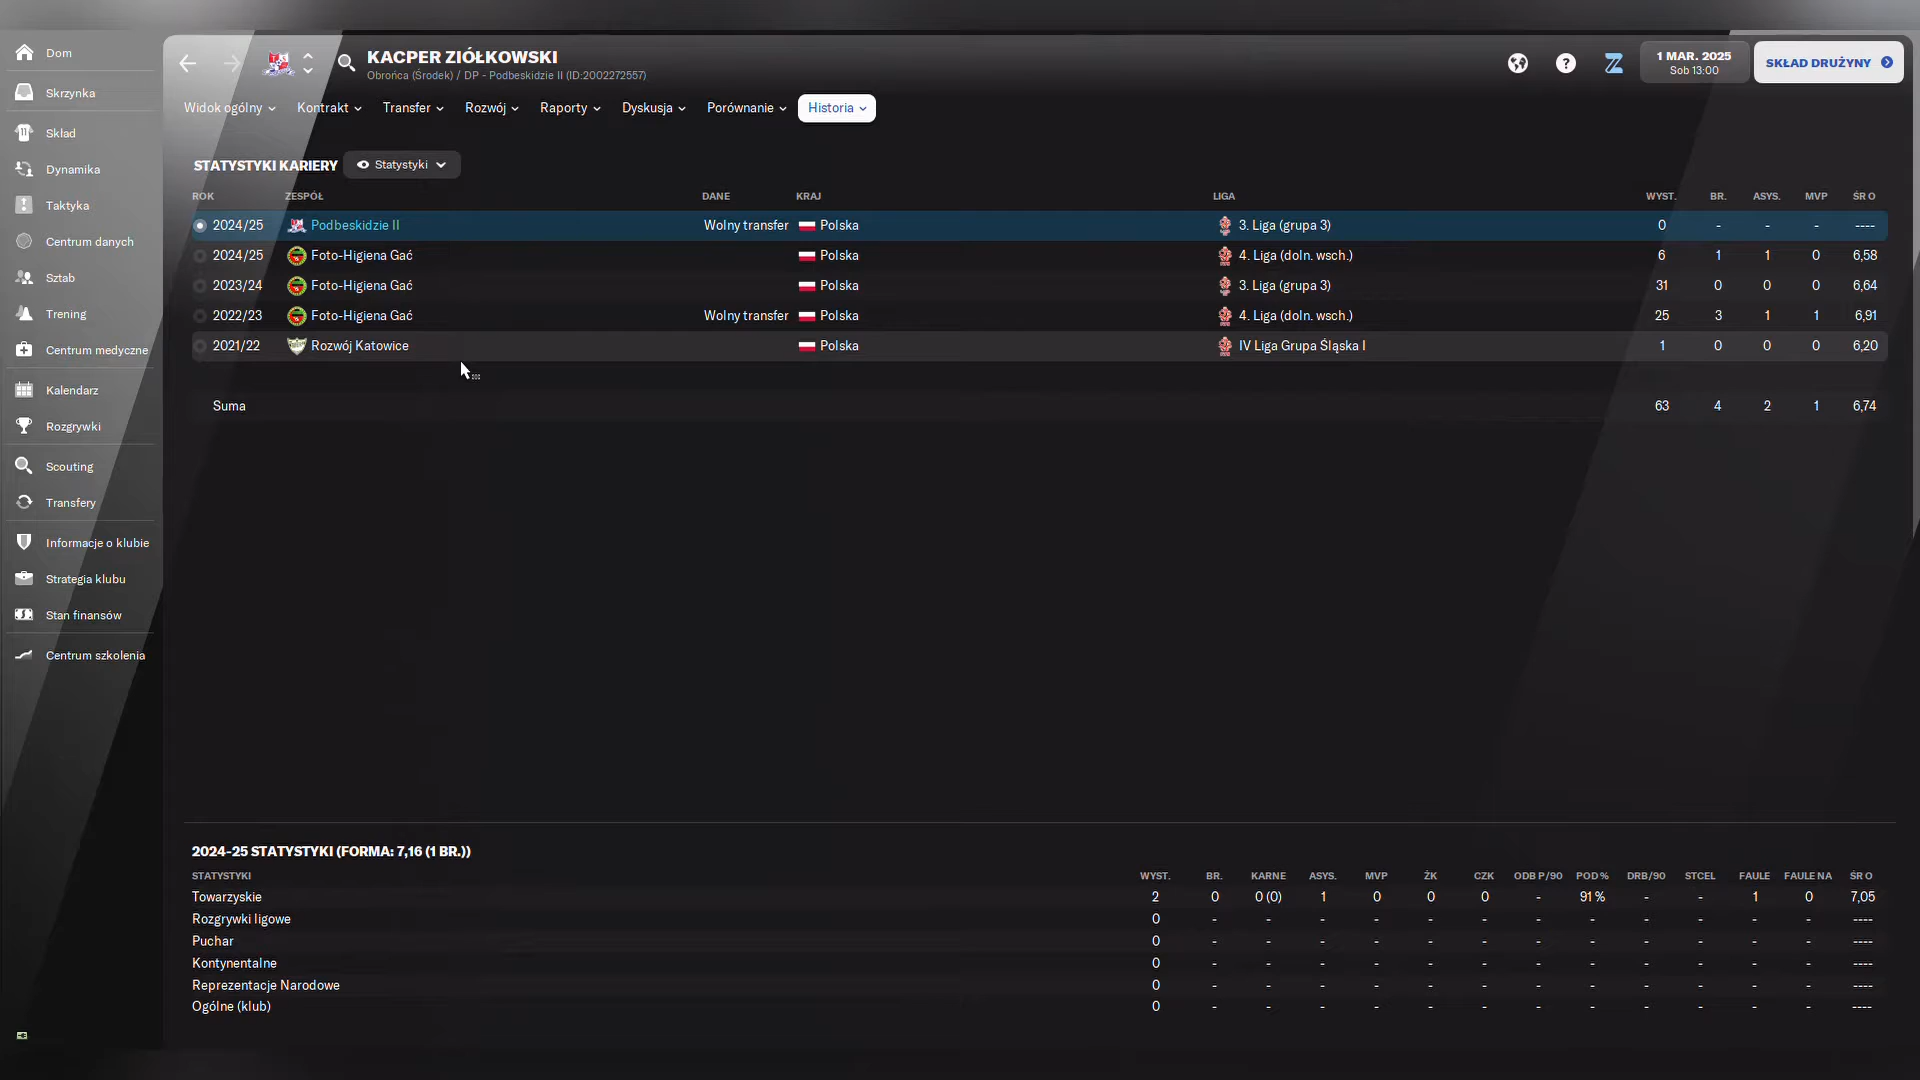 Dom
Skrzynka
Skład
Dynamika
Taktyka
Centrum danych
Sztab
Trening
Centrum medyczne
Kalendarz
Rozgrywki
Scouting
Transfery
Informacje o klubie
Strategia klubu
Stan finansów
Centrum szkolenia
KACPER ZIÓŁKOWSKI
Obrońca (Środek) / DP - Podbeskidzie II (ID:2002272557)
1 MAR. 2025
Sob 13:00
SKŁAD DRUŻYNY
Widok ogólny Kontrakt Transfer Rozwój Raporty Dyskusja Porównanie Historia
STATYSTYKI KARIERY Statystyki
ROK ZESPÓŁ DANE KRAJ LIGA WYST. BR. ASYS. MVP ŚR O
2024/25 Podbeskidzie II Wolny transfer Polska 3. Liga (grupa 3) 0 - - - ----
2024/25 Foto-Higiena Gać Polska 4. Liga (doln. wsch.) 6 1 1 0 6,58
2023/24 Foto-Higiena Gać Polska 3. Liga (grupa 3) 31 0 0 0 6,64
2022/23 Foto-Higiena Gać Wolny transfer Polska 4. Liga (doln. wsch.) 25 3 1 1 6,91
2021/22 Rozwój Katowice Polska IV Liga Grupa Śląska I 1 0 0 0 6,20
Suma 63 4 2 1 6,74
2024-25 STATYSTYKI (FORMA: 7,16 (1 BR.))
STATYSTYKI WYST. BR. KARNE ASYS. MVP ŻK CZK ODB P/90 POD % DRB/90 STCEL FAULE FAULE NA ŚR O
Towarzyskie 2 0 0 (0) 1 0 0 0 - 91 % - - 1 0 7,05
Rozgrywki ligowe 0 - - - - - - - - - - - - ----
Puchar 0 - - - - - - - - - - - - ----
Kontynentalne 0 - - - - - - - - - - - - ----
Reprezentacje Narodowe 0 - - - - - - - - - - - - ----
Ogólne (klub) 0 - - - - - - - - - - - - ----